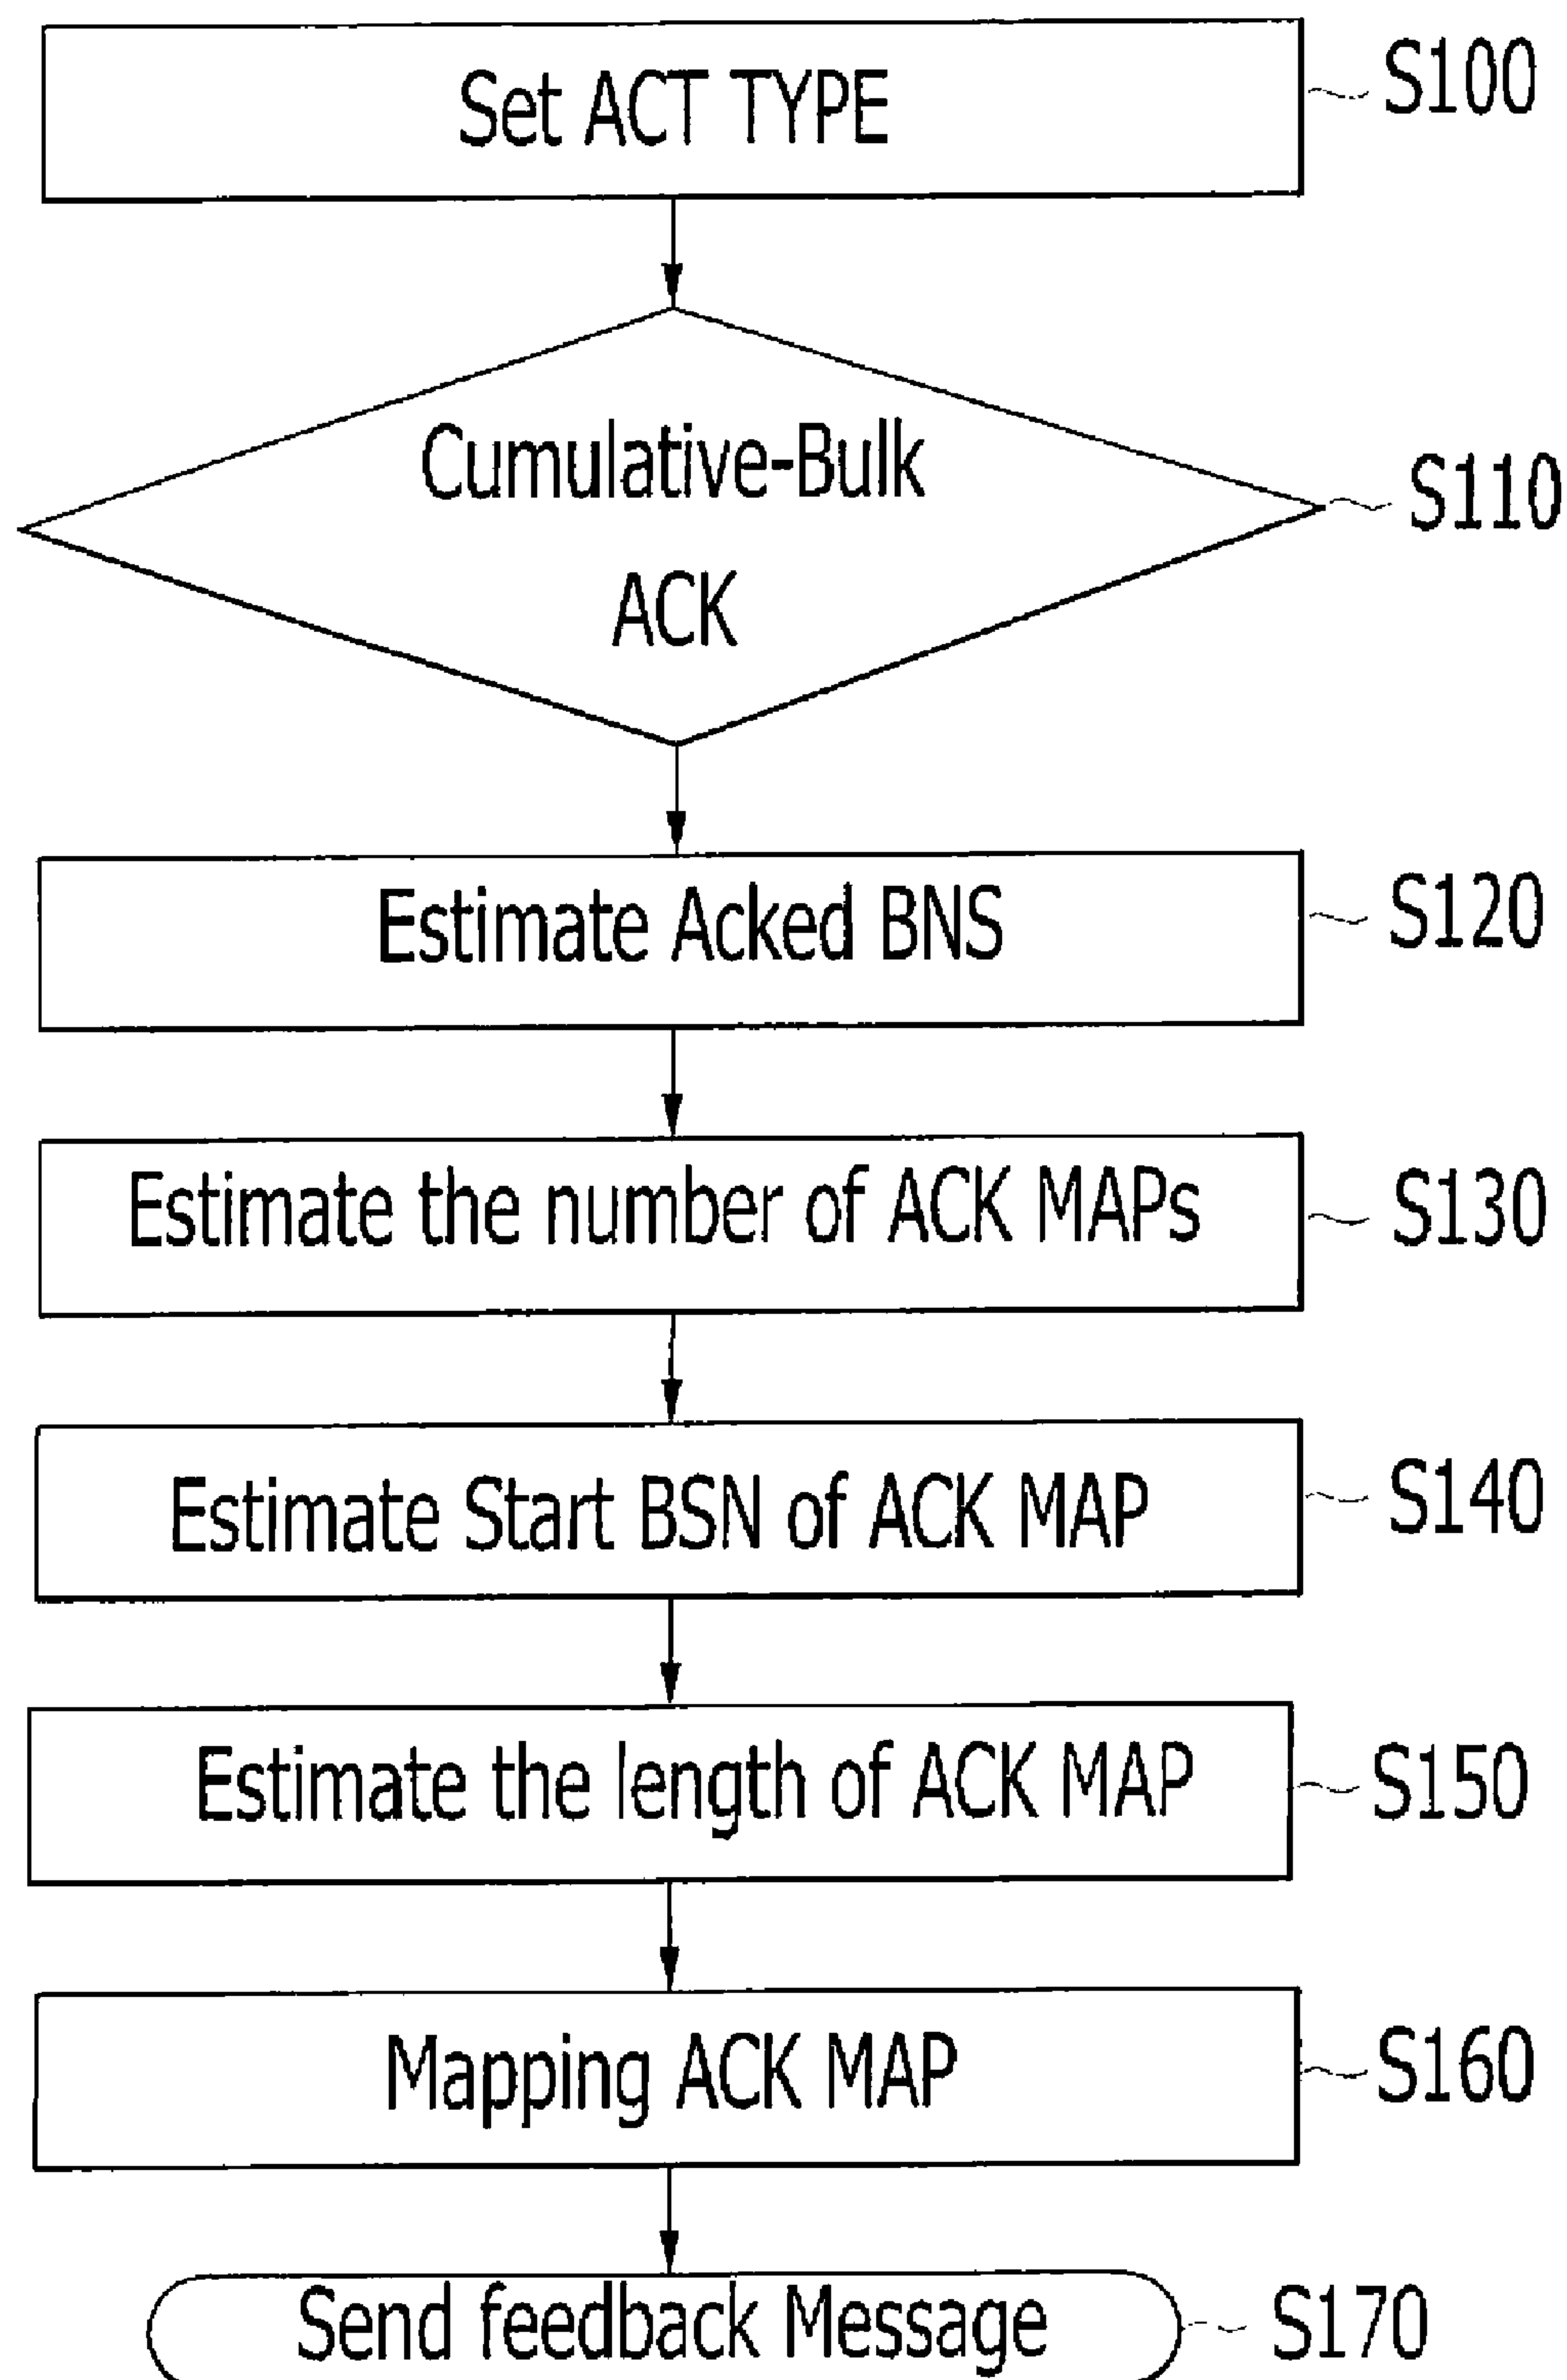 Set ACT TYPE S100
Cumulative-Bulk
ACK
S110
Estimate Acked BNS S120
Estimate the number of ACK MAPs S130
Estimate Start BSN of ACK MAP S140
Estimate the length of ACK MAP S150
Mapping ACK MAP S160
Send feedback Message S170